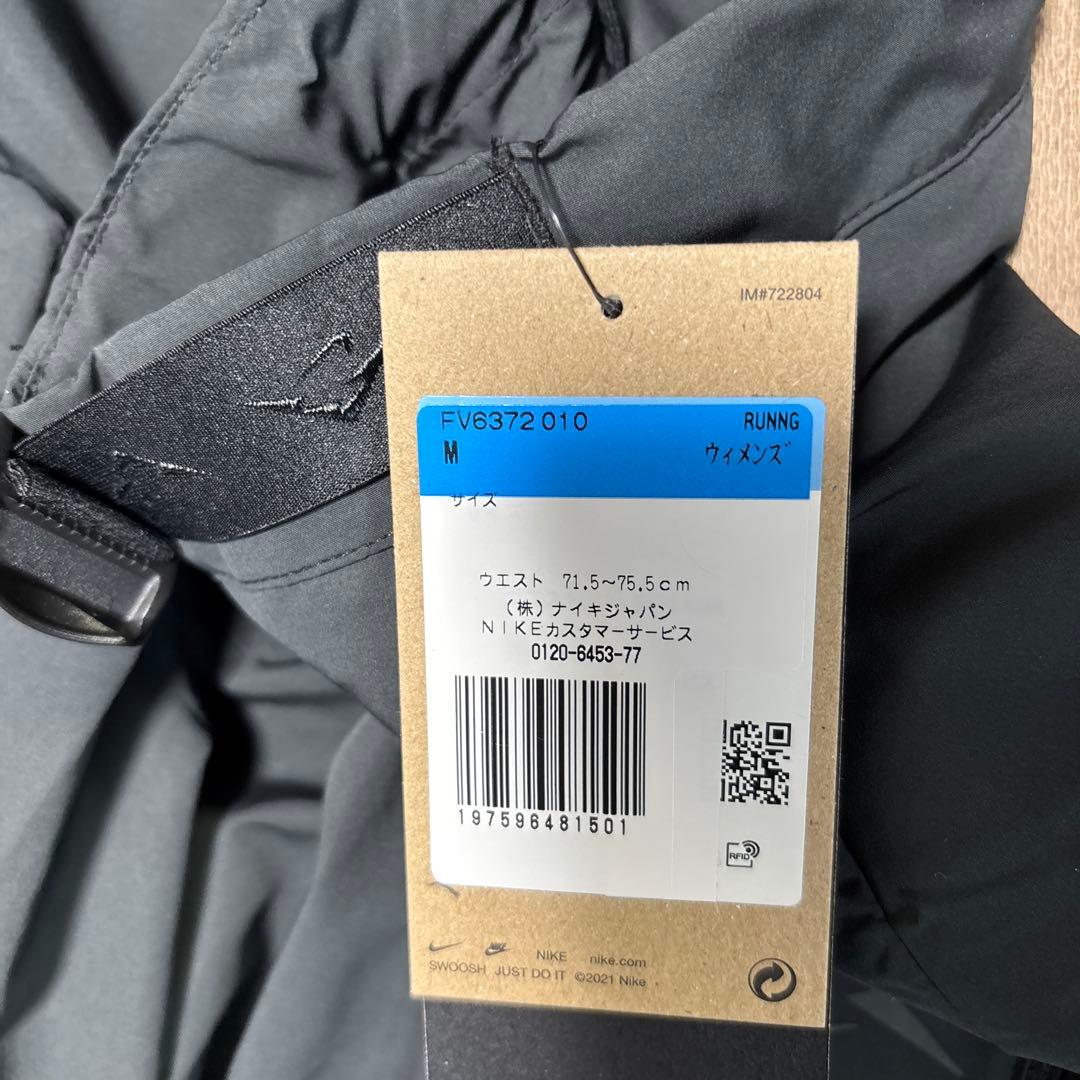 IM#722804
FV6372 010 RUNNG
M ウィメンズ
サイズ
ウエスト 71.5～75.5cm
(株)ナイキジャパン
NIKEカスタマーサービス
0120-6453-77
197596481501
RFID
NIKE nike.com
SWOOSH, JUST DO IT ©2021 Nike